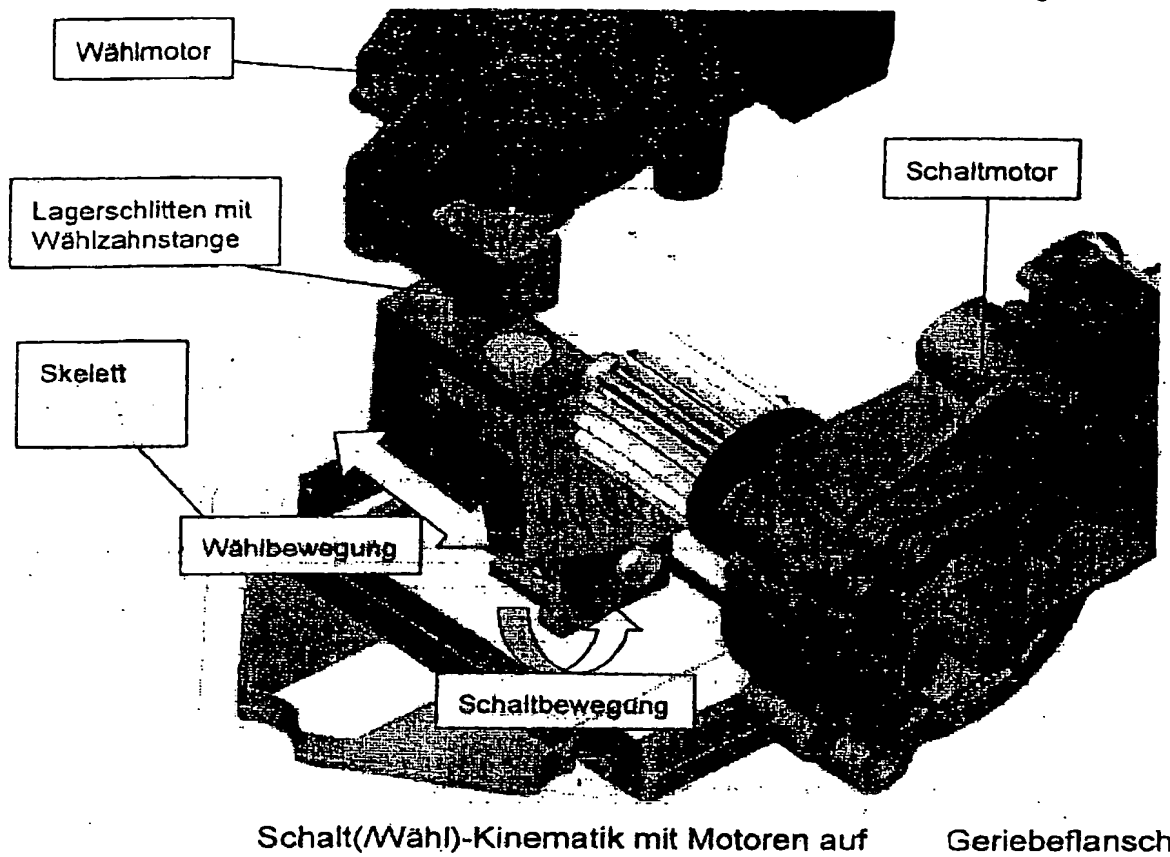 Wählmotor
Schaltmotor
Lagerschlitten mit
Wählzahnstange
Skelett
Wählbewegung
Schaltbewegung
Schalt(/Wähl)-Kinematik mit Motoren auf Geriebeflansch